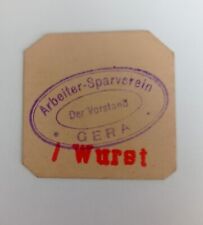 Arbeiter-Sparverein
Der Vorstand
* GERA *
1 Wurst